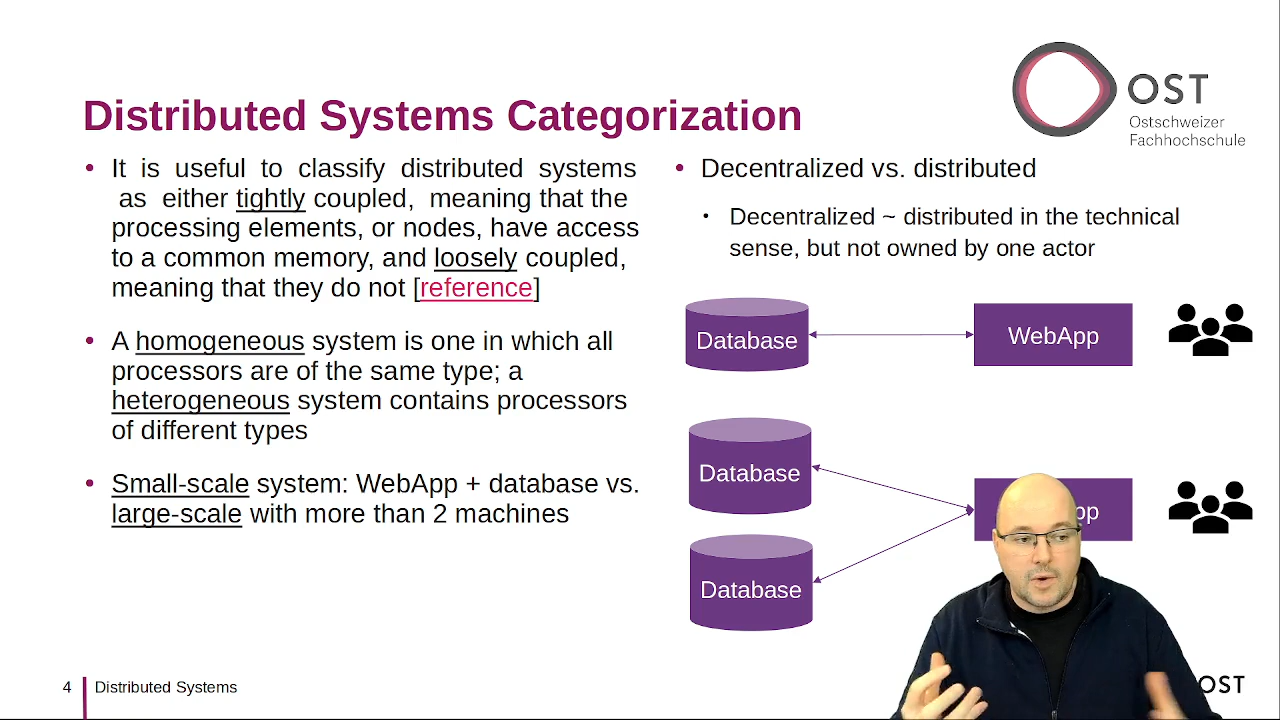 OST
Ostschweizer
Fachhochschule
Distributed Systems Categorization
• It is useful to classify distributed systems
as either tightly coupled, meaning that the
processing elements, or nodes, have access
to a common memory, and loosely coupled,
meaning that they do not [reference]
• A homogeneous system is one in which all
processors are of the same type; a
heterogeneous system contains processors
of different types
• Small-scale system: WebApp + database vs.
large-scale with more than 2 machines
• Decentralized vs. distributed
• Decentralized ~ distributed in the technical
sense, but not owned by one actor
Database
WebApp
Database
Database
4
Distributed Systems
OST